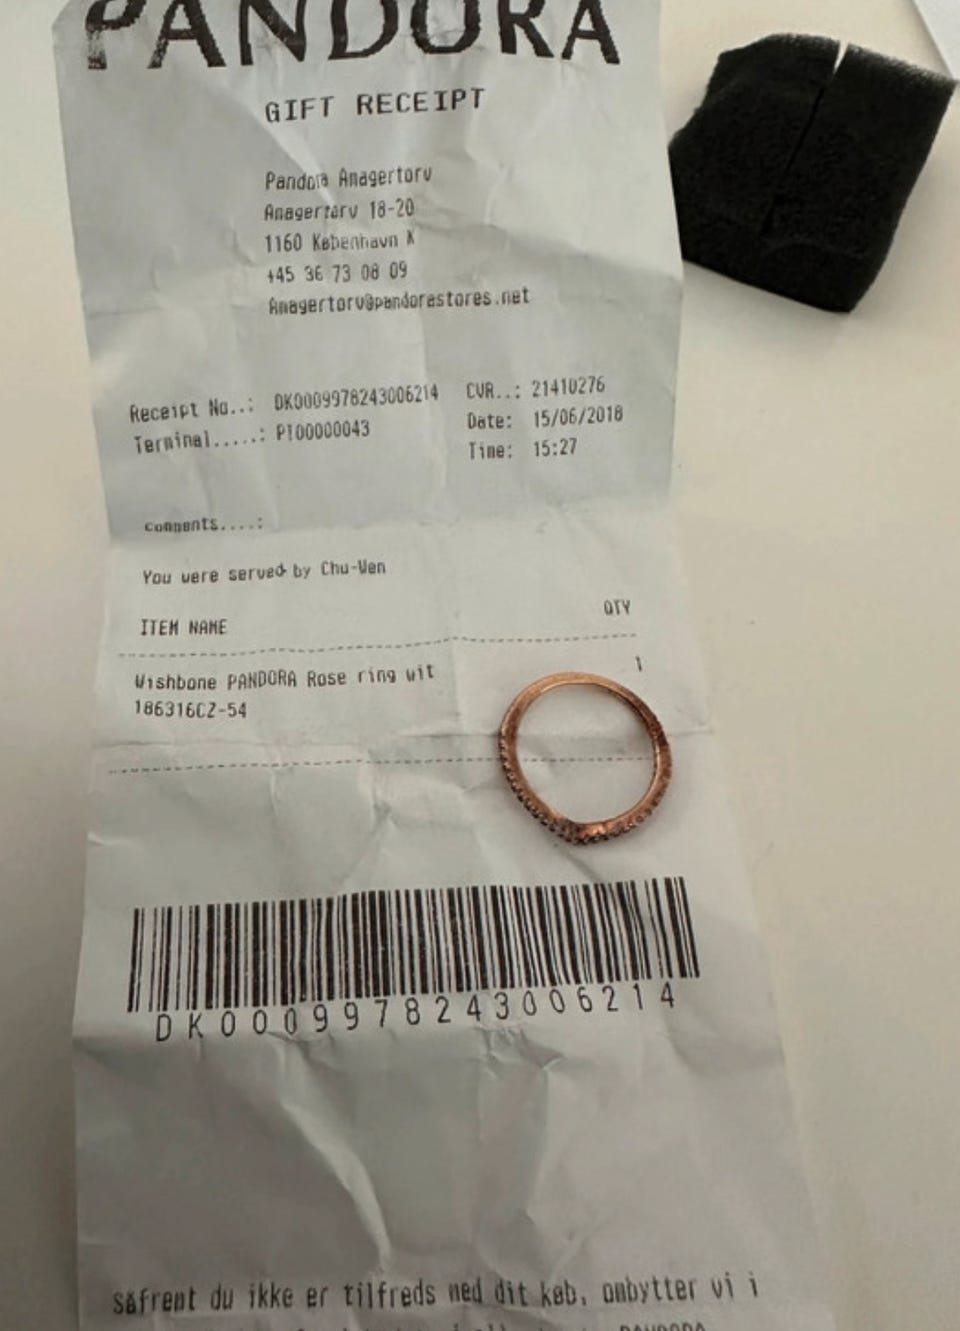 PANDORA
GIFT RECEIPT
Pandora Amagertorv
Amagertorv 18-20
1160 København K
+45 36 73 08 09
Amagertorv@pandorastores.net
Receipt No..: DK0009978243006214 CVR..: 21410276
Terminal.....: PT00000043 Date: 15/06/2018
Time: 15:27
comments....:
You were served by Chu-Wen
ITEM NAME QTY
Wishbone PANDORA Rose ring wit 1
186316CZ-54
DK0009978243006214
Såfremt du ikke er tilfreds med dit køb, ombytter vi i
PANDORA